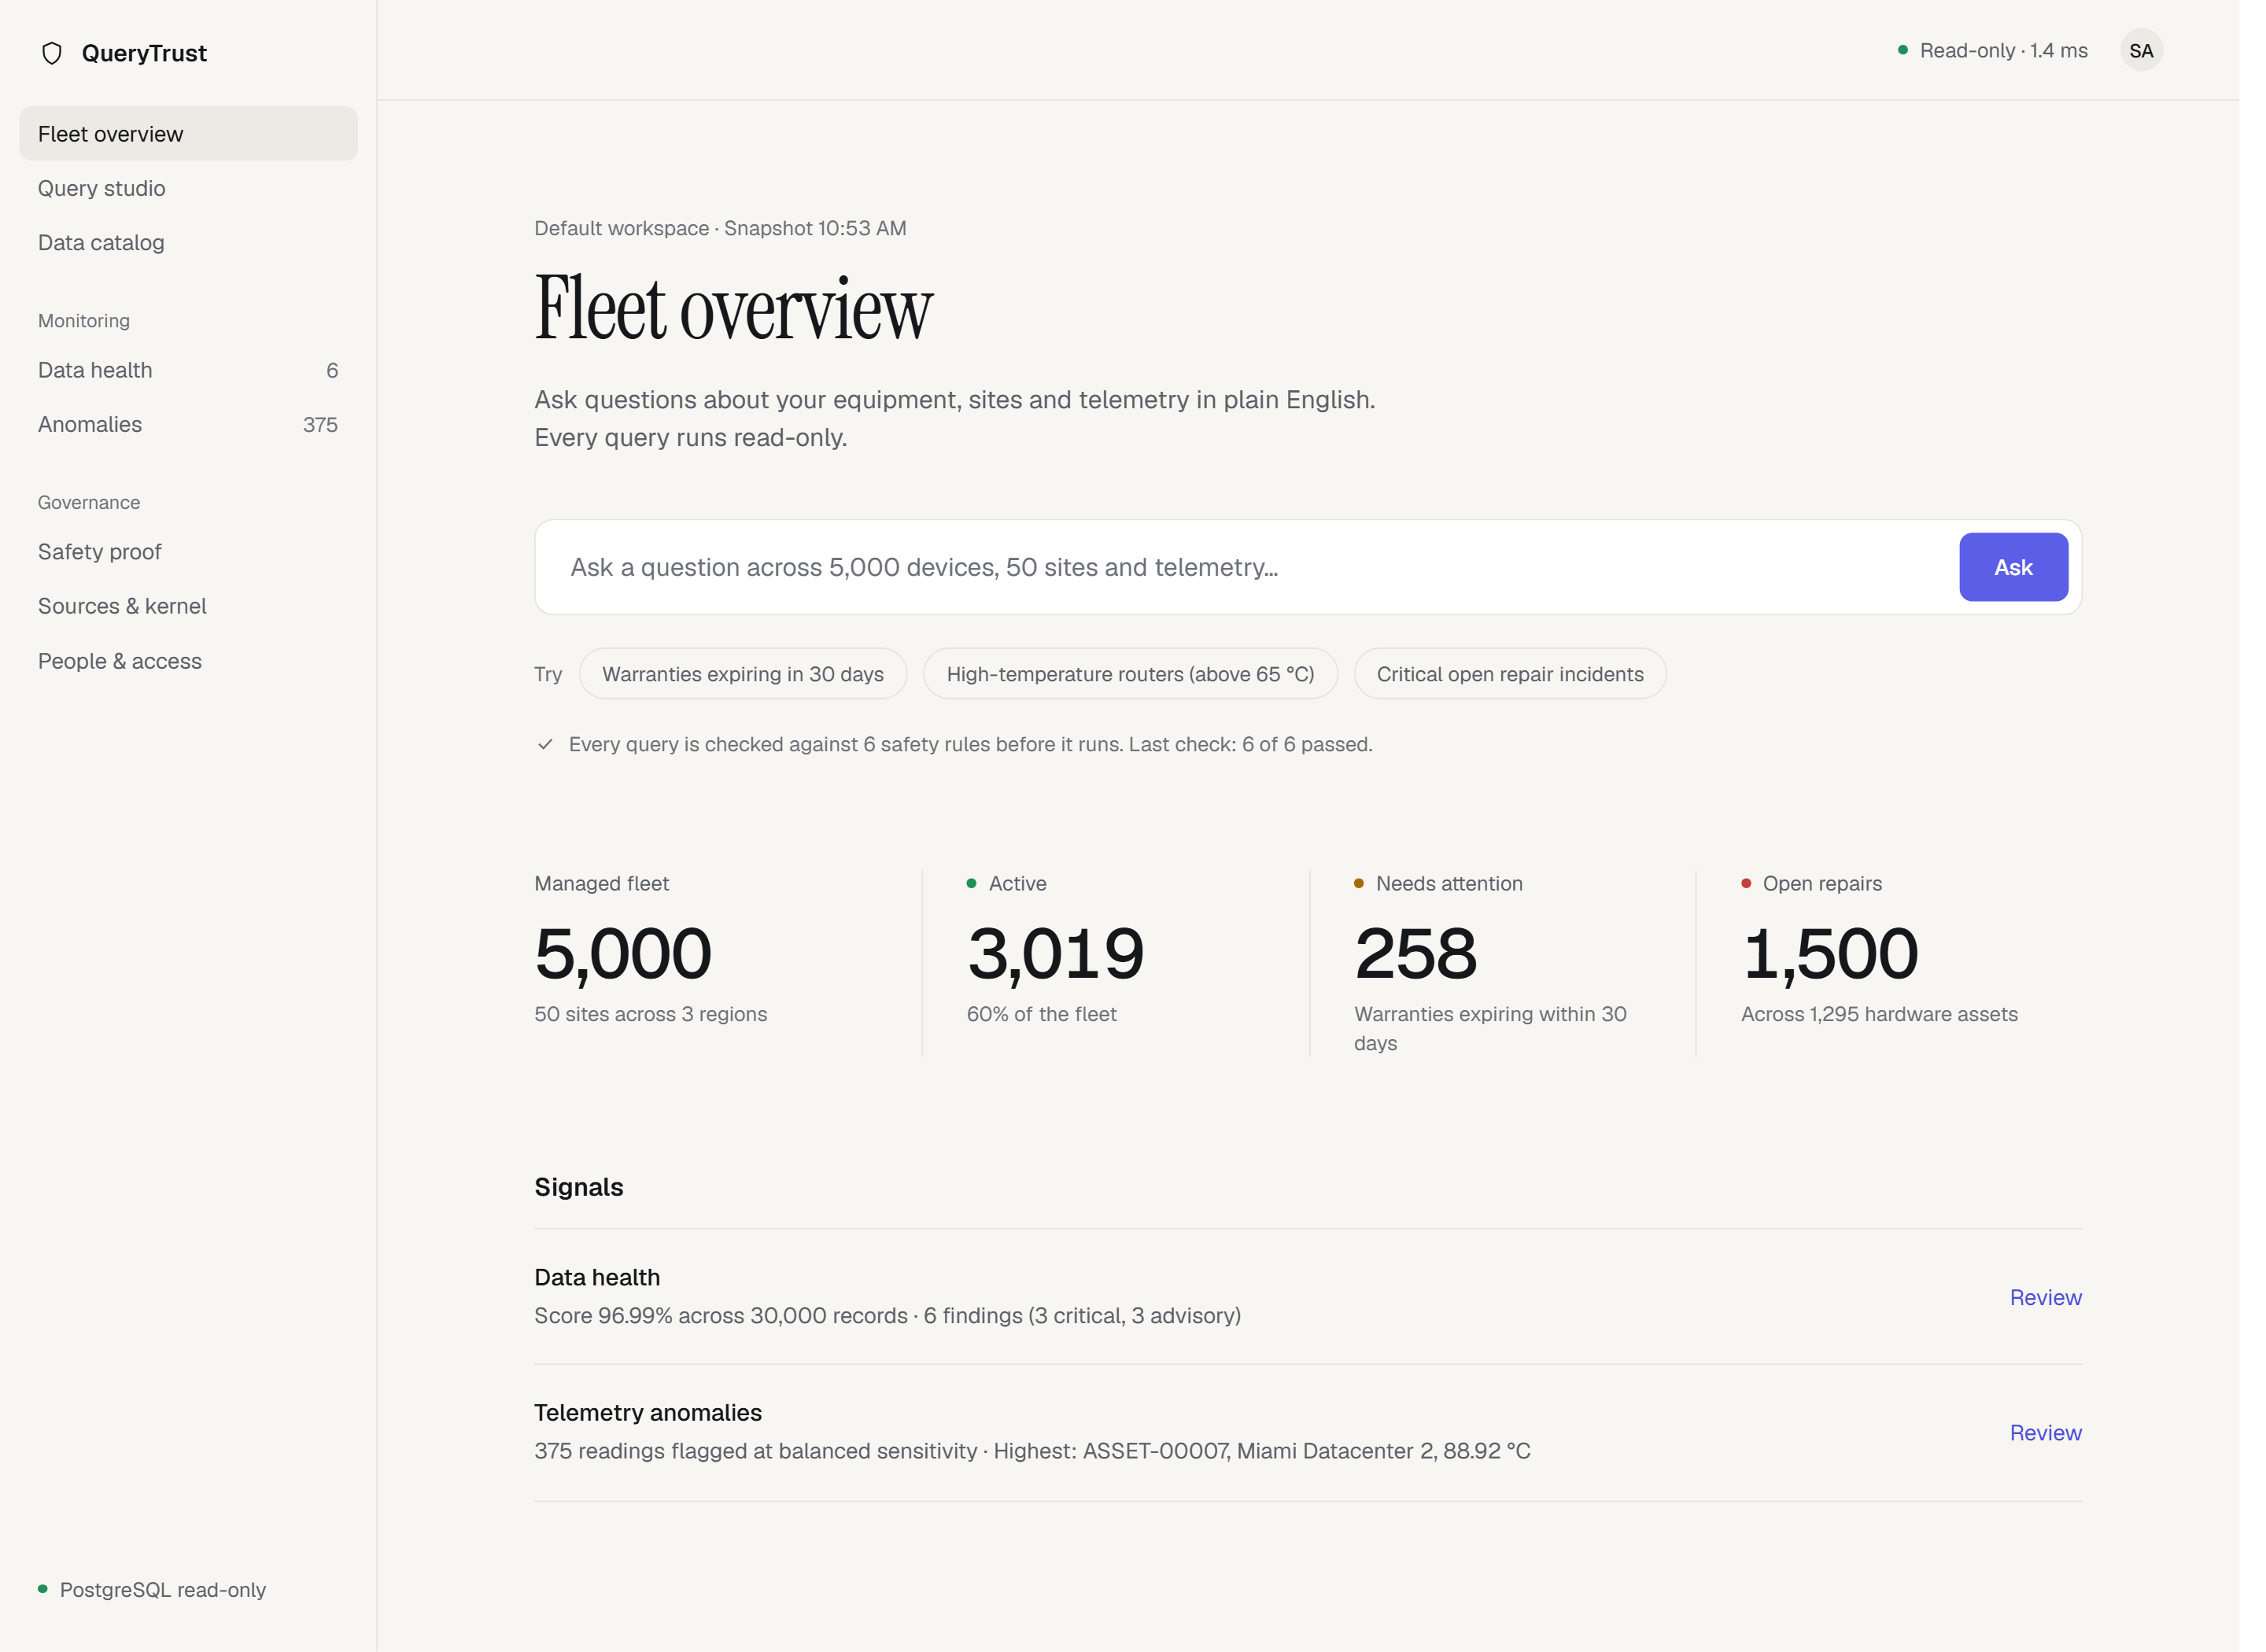 QueryTrust
Fleet overview
Query studio
Data catalog
Monitoring
Data health 6
Anomalies 375
Governance
Safety proof
Sources & kernel
People & access
PostgreSQL read-only
Read-only · 1.4 ms SA
Default workspace · Snapshot 10:53 AM
Fleet overview
Ask questions about your equipment, sites and telemetry in plain English.
Every query runs read-only.
Ask a question across 5,000 devices, 50 sites and telemetry... Ask
Try Warranties expiring in 30 days High-temperature routers (above 65 °C) Critical open repair incidents
Every query is checked against 6 safety rules before it runs. Last check: 6 of 6 passed.
Managed fleet
5,000
50 sites across 3 regions
Active
3,019
60% of the fleet
Needs attention
258
Warranties expiring within 30
days
Open repairs
1,500
Across 1,295 hardware assets
Signals
Data health
Score 96.99% across 30,000 records · 6 findings (3 critical, 3 advisory)
Review
Telemetry anomalies
375 readings flagged at balanced sensitivity · Highest: ASSET-00007, Miami Datacenter 2, 88.92 °C
Review